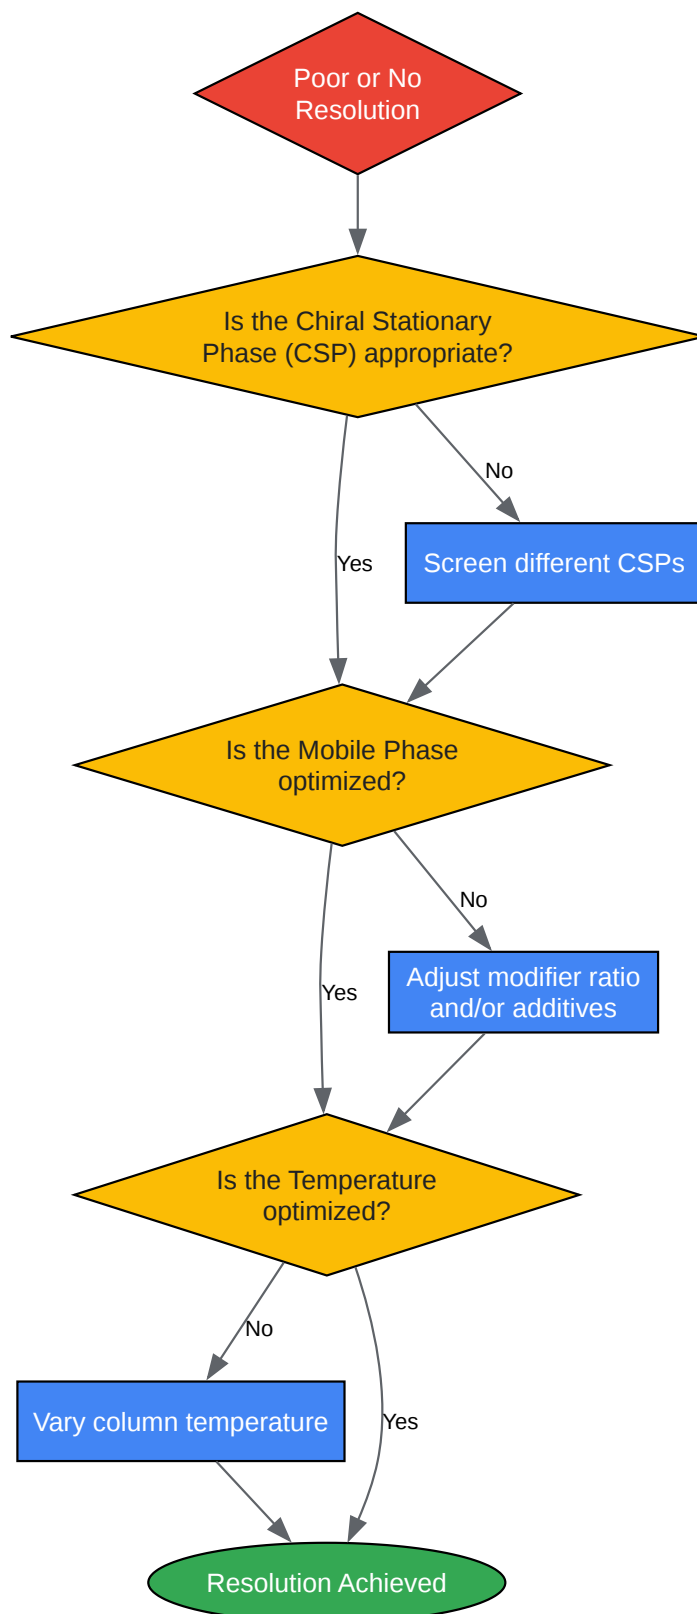 Poor or No
Resolution
Is the Chiral Stationary
Phase (CSP) appropriate?
No
Yes
Screen different CSPs
Is the Mobile Phase
optimized?
No
Yes
Adjust modifier ratio
and/or additives
Is the Temperature
optimized?
No
Vary column temperature
Yes
Resolution Achieved